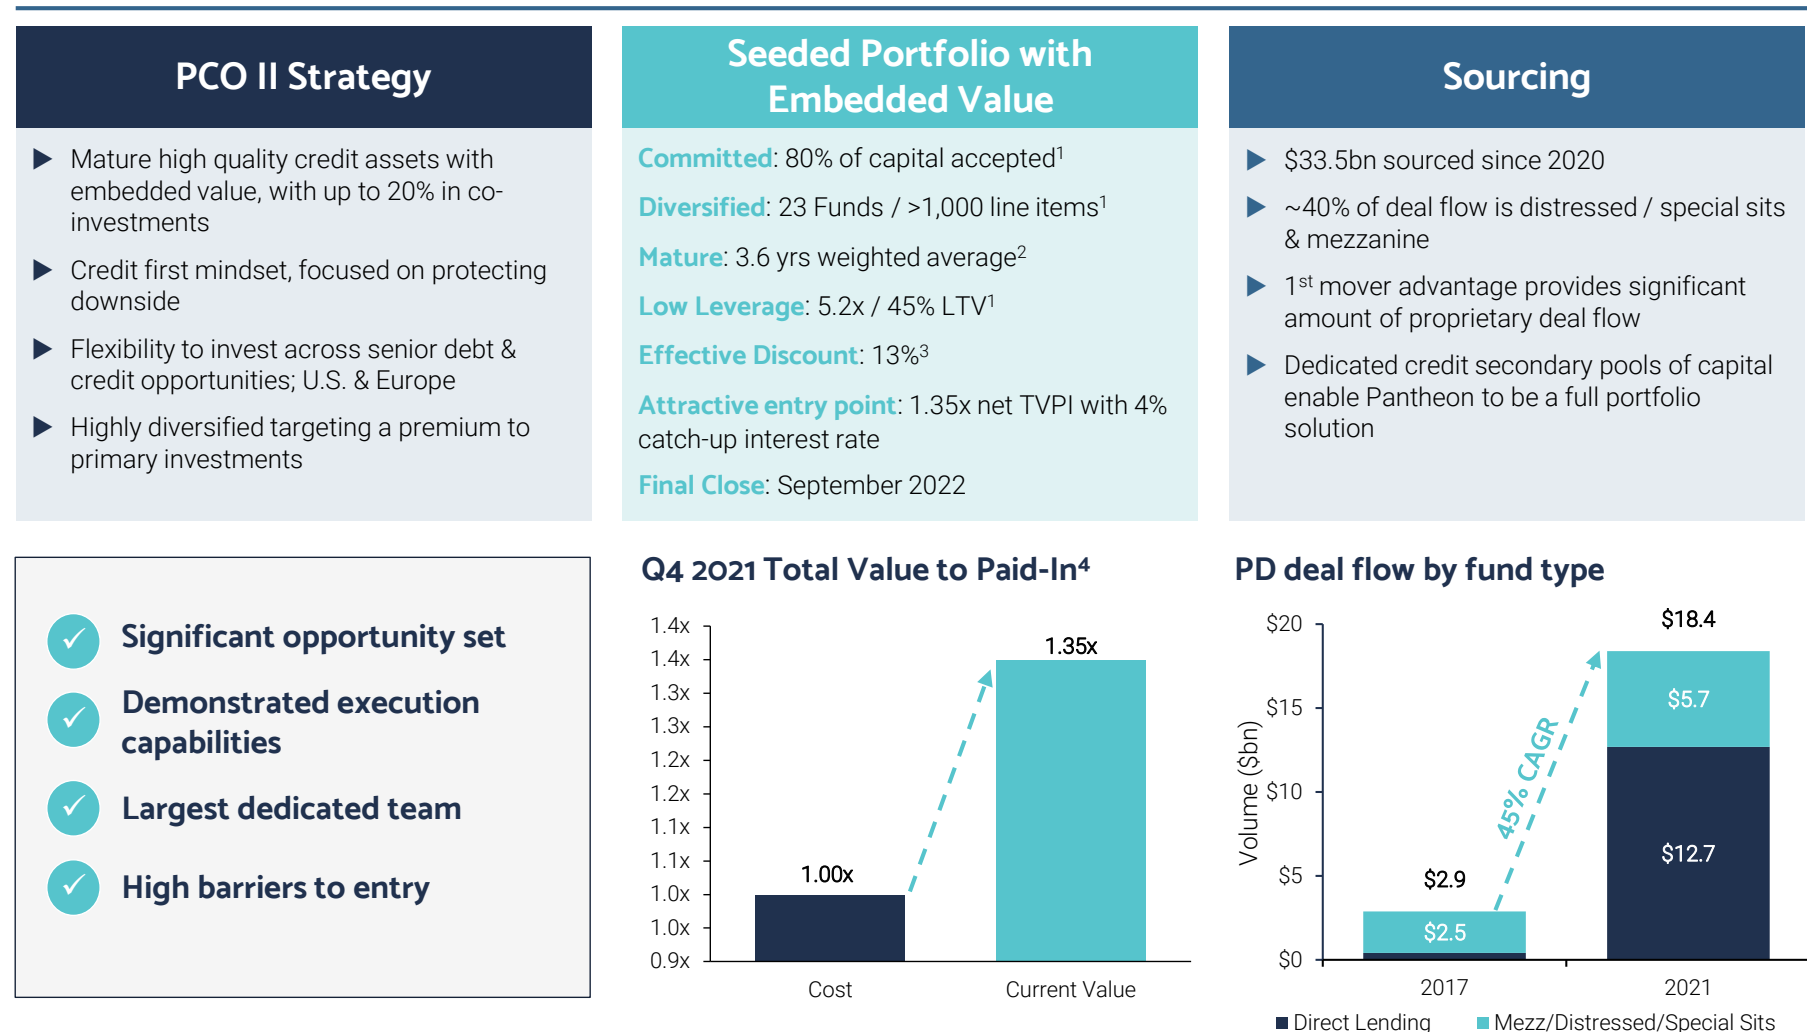 PCO II Strategy
Mature high quality credit assets with
embedded value, with up to 20% in co-
investments
Credit first mindset, focused on protecting
downside
Flexibility to invest across senior debt &
credit opportunities; U.S. & Europe
Highly diversified targeting a premium to
primary investments
Seeded Portfolio with
Embedded Value
Committed: 80% of capital accepted¹
Diversified: 23 Funds / >1,000 line items¹
Mature: 3.6 yrs weighted average²
Low Leverage: 5.2x / 45% LTV¹
Effective Discount: 13%³
Attractive entry point: 1.35x net TVPI with 4%
catch-up interest rate
Final Close: September 2022
Sourcing
$33.5bn sourced since 2020
~40% of deal flow is distressed / special sits
& mezzanine
1st mover advantage provides significant
amount of proprietary deal flow
Dedicated credit secondary pools of capital
enable Pantheon to be a full portfolio
solution
Significant opportunity set
Demonstrated execution
capabilities
Largest dedicated team
High barriers to entry
Q4 2021 Total Value to Paid-In⁴
1.4x
1.4x
1.3x
1.3x
1.2x
1.2x
1.1x
1.1x
1.0x
1.0x
0.9x
1.00x
1.35x
Cost
Current Value
PD deal flow by fund type
Volume ($bn)
$20
$15
$10
$5
$0
$2.9
$2.5
45% CAGR
$18.4
$5.7
$12.7
2017
2021
Direct Lending
Mezz/Distressed/Special Sits